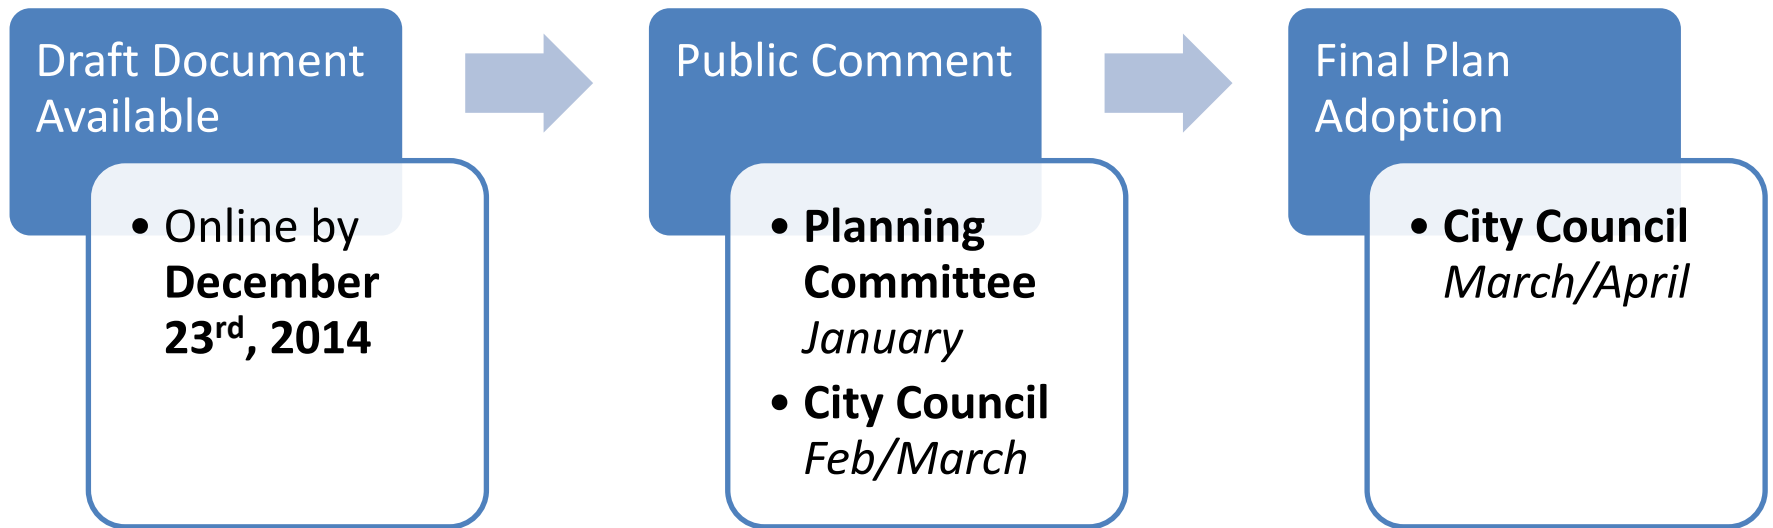 Draft Document
Available
• Online by
December
23rd, 2014
Public Comment
• Planning
Committee
January
• City Council
Feb/March
Final Plan
Adoption
• City Council
March/April